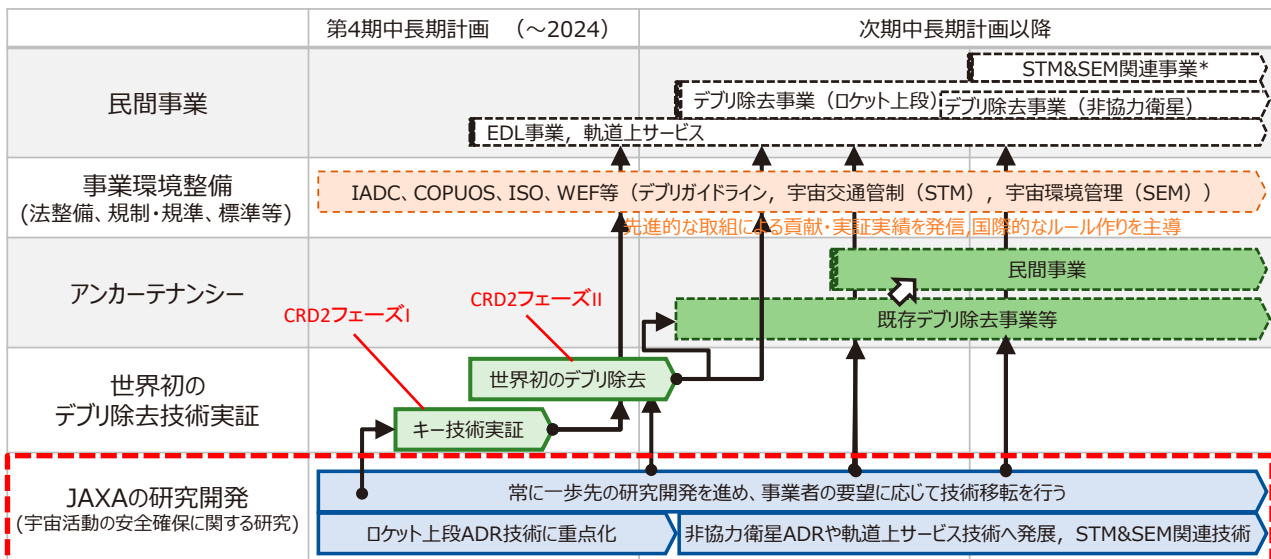 第4期中長期計画 （～2024）
次期中長期計画以降
民間事業
STM&SEM関連事業*
デブリ除去事業（ロケット上段）
デブリ除去事業（非協力衛星）
EDL事業，軌道上サービス
事業環境整備
(法整備、規制・規準、標準等)
IADC、COPUOS、ISO、WEF等（デブリガイドライン，宇宙交通管制（STM），宇宙環境管理（SEM））
先進的な取組による貢献・実証実績を発信,国際的なルール作りを主導
アンカーテナンシー
民間事業
既存デブリ除去事業等
CRD2フェーズI
CRD2フェーズII
世界初の
デブリ除去技術実証
世界初のデブリ除去
キー技術実証
JAXAの研究開発
(宇宙活動の安全確保に関する研究)
常に一歩先の研究開発を進め、事業者の要望に応じて技術移転を行う
ロケット上段ADR技術に重点化
非協力衛星ADRや軌道上サービス技術へ発展，STM&SEM関連技術